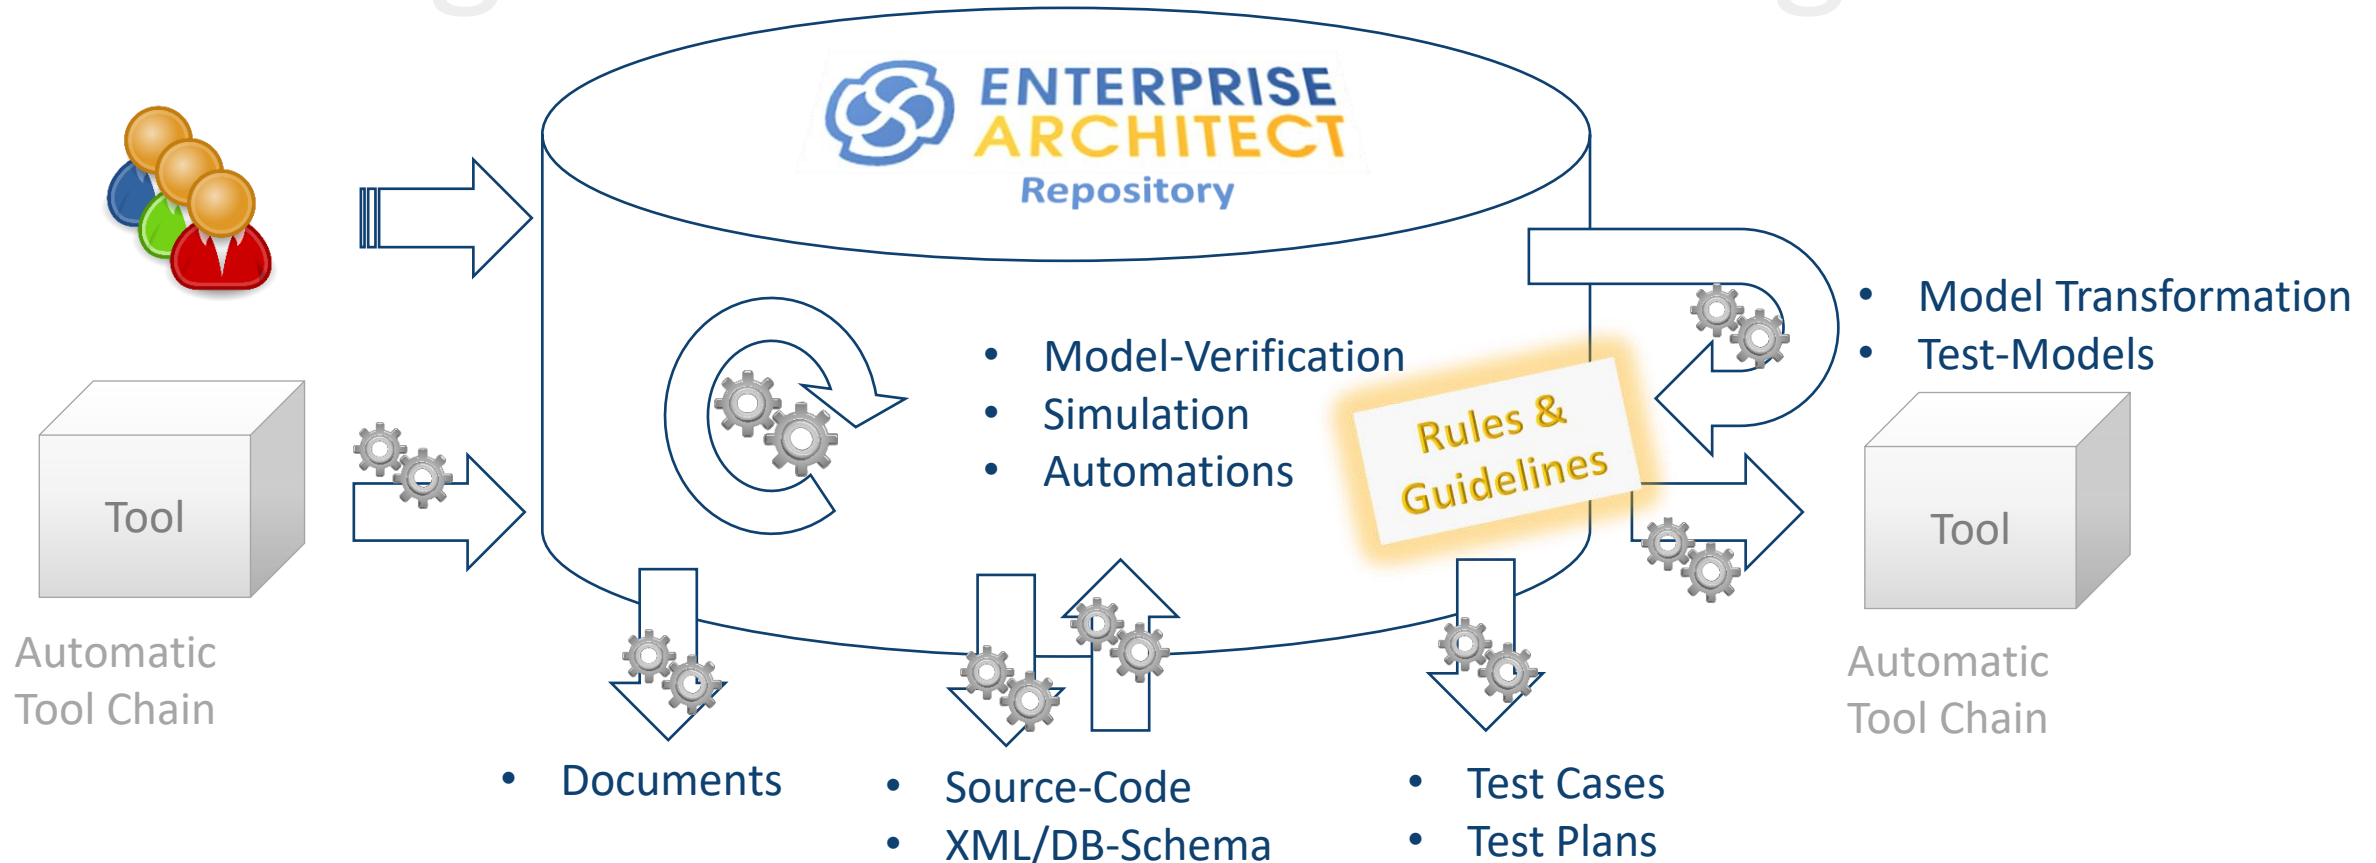 ENTERPRISE
ARCHITECT
Repository
• Model Transformation
• Test-Models
• Model-Verification
• Simulation
• Automations
Rules &
Guidelines
Tool
Automatic
Tool Chain
Tool
Automatic
Tool Chain
• Documents
• Source-Code
• XML/DB-Schema
• Test Cases
• Test Plans